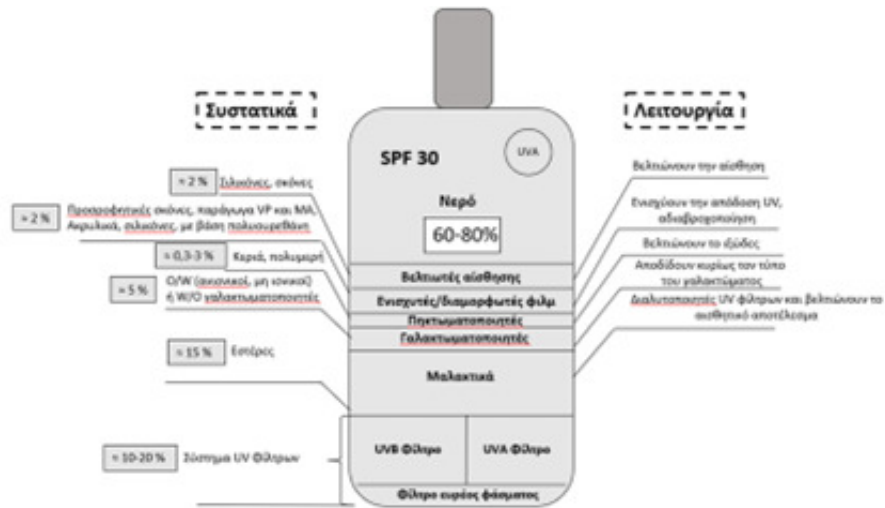 Συστατικά
Λειτουργία
SPF 30
UVA
Νερό
60-80%
≈ 2 % Σιλικόνες, σκόνες
≈ 2 % Προσροφητικές σκόνες, παράγωγα VP και MA,
Ακρυλικά, σιλικόνες, με βάση πολυουρεθάνη
≈ 0,3-3 % Κεριά, πολυμερή
≈ 5 % O/W (ανιονικοί, μη ιονικοί)
ή W/O γαλακτωματοποιητές
≈ 15 % Εστέρες
≈ 10-20 % Σύστημα UV Φίλτρων
Βελτιωτές αίσθησης
Ενισχυτές/διαμορφωτές φιλμ
Πηκτωματοποιητές
Γαλακτωματοποιητές
Μαλακτικά
UVB Φίλτρο
UVA Φίλτρο
Φίλτρο ευρέος φάσματος
Βελτιώνουν την αίσθηση
Ενισχύουν την απόδοση UV,
αδιαβροχοποίηση
Βελτιώνουν το ιξώδες
Αποδίδουν κυρίως τον τύπο
του γαλακτώματος
Διαλυτοποιητές UV φίλτρων και βελτιώνουν το
αισθητικό αποτέλεσμα